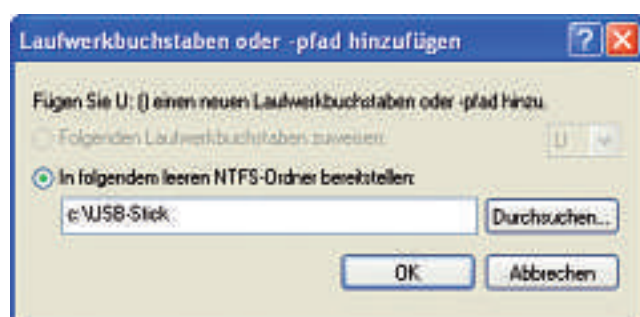 Laufwerkbuchstaben oder -pfad hinzufügen
Fügen Sie U: () einen neuen Laufwerkbuchstaben oder -pfad hinzu.
Folgenden Laufwerkbuchstaben zuweisen: U
In folgendem leeren NTFS-Ordner bereitstellen:
c:\USB-Stick
Durchsuchen...
OK Abbrechen